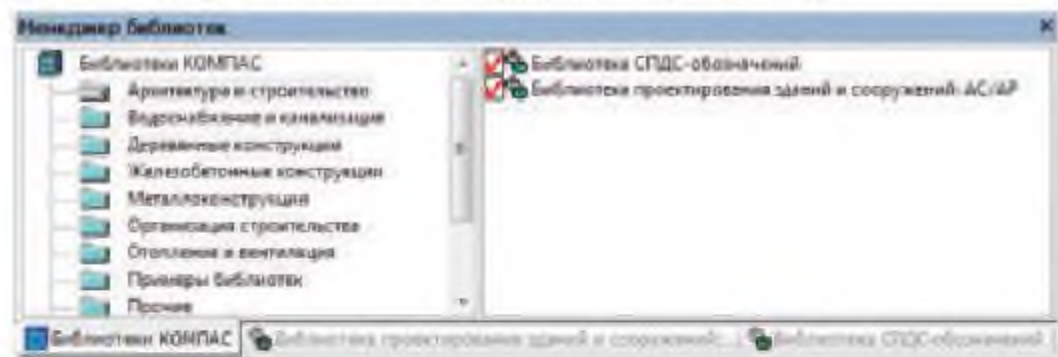 Менеджер библиотек
Библиотеки КОМПАС
Архитектура и строительство
Водоснабжение и канализация
Деревянные конструкции
Железобетонные конструкции
Металлоконструкции
Организация строительства
Отопление и вентиляция
Примеры библиотек
Прочие
Библиотека СПДС-обозначений
Библиотека проектирования зданий и сооружений: АС/АР
Библиотеки КОМПАС
Библиотека проектирования зданий и сооружений:...
Библиотека СПДС-обозначений